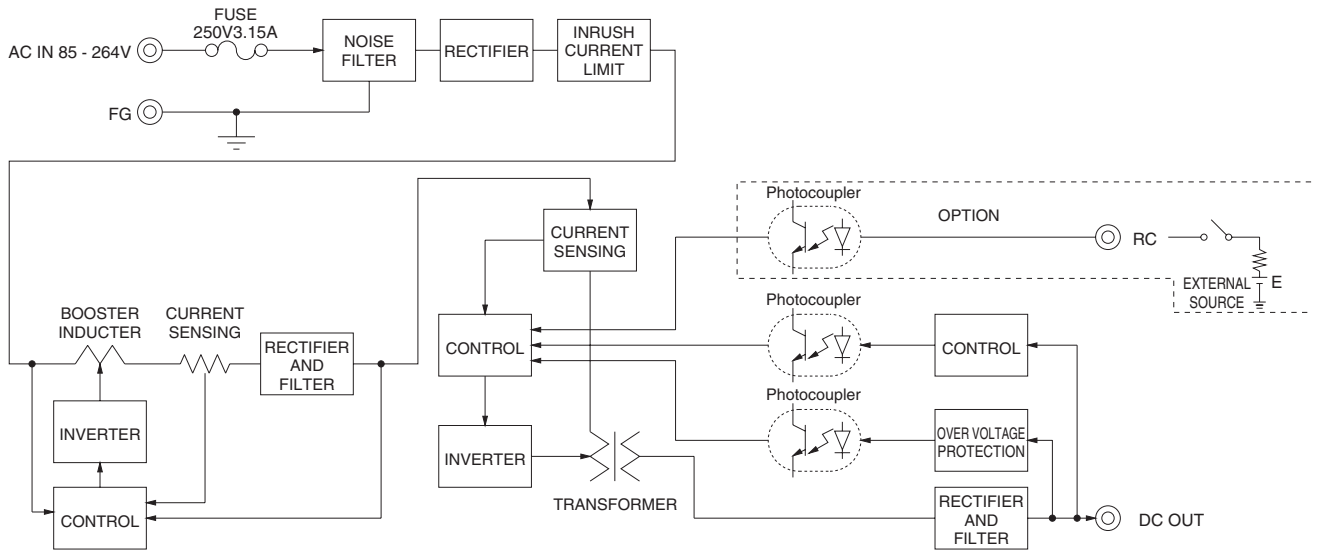 FUSE
250V3.15A
AC IN 85 - 264V
NOISE
FILTER
RECTIFIER
INRUSH
CURRENT
LIMIT
FG
Photocoupler
OPTION
RC
CURRENT
SENSING
EXTERNAL
SOURCE
E
BOOSTER
INDUCTER
CURRENT
SENSING
RECTIFIER
AND
FILTER
CONTROL
Photocoupler
CONTROL
Photocoupler
INVERTER
INVERTER
OVER VOLTAGE
PROTECTION
TRANSFORMER
CONTROL
RECTIFIER
AND
FILTER
DC OUT